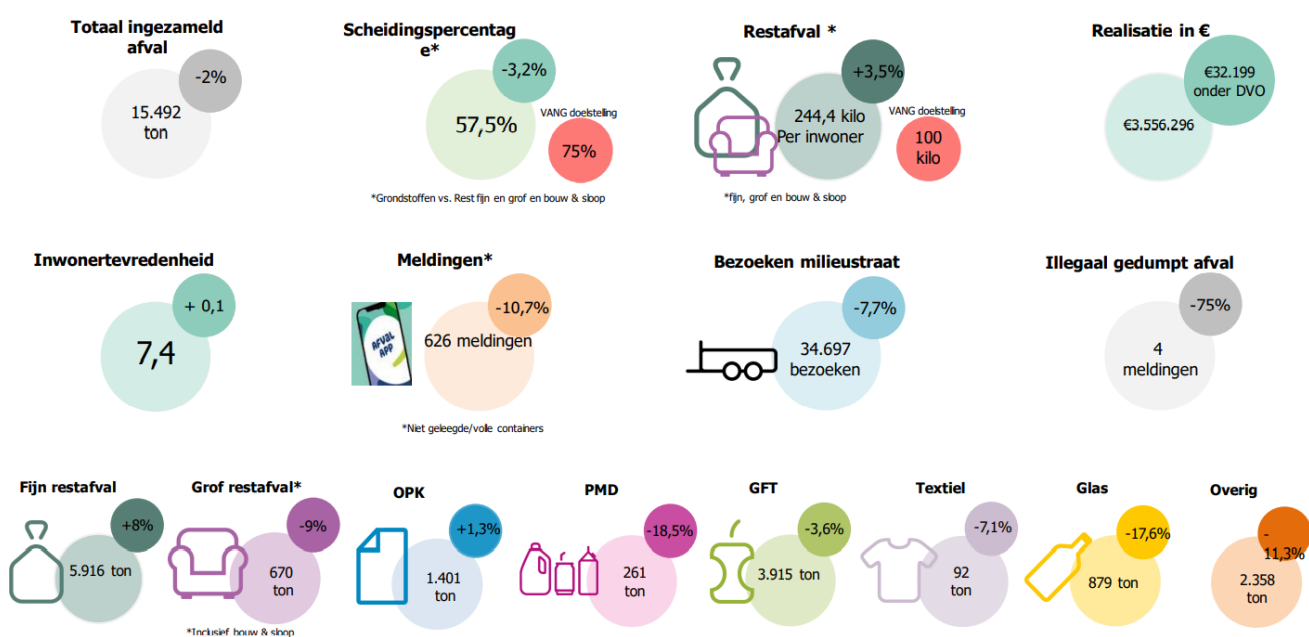 Totaal ingezameld
afval
-2%
15.492
ton
Scheidingspercentag
e*
-3,2%
57,5%
VANG doelstelling
75%
*Grondstoffen vs. Rest fijn en grof en bouw & sloop
Restafval *
+3,5%
244,4 kilo
Per inwoner
VANG doelstelling
100
kilo
*fijn, grof en bouw & sloop
Realisatie in €
€32.199
onder DVO
€3.556.296
Inwonertevredenheid
+ 0,1
7,4
Meldingen*
-10,7%
AFVAL
APP
626 meldingen
*Niet geleegde/volle containers
Bezoeken milieustraat
-7,7%
34.697
bezoeken
Illegaal gedumpt afval
-75%
4
meldingen
Fijn restafval
+8%
5.916 ton
Grof restafval*
-9%
670
ton
*Inclusief bouw & sloop
OPK
+1,3%
1.401
ton
PMD
-18,5%
261
ton
GFT
-3,6%
3.915 ton
Textiel
-7,1%
92
ton
Glas
-17,6%
879 ton
Overig
-
11,3%
2.358
ton